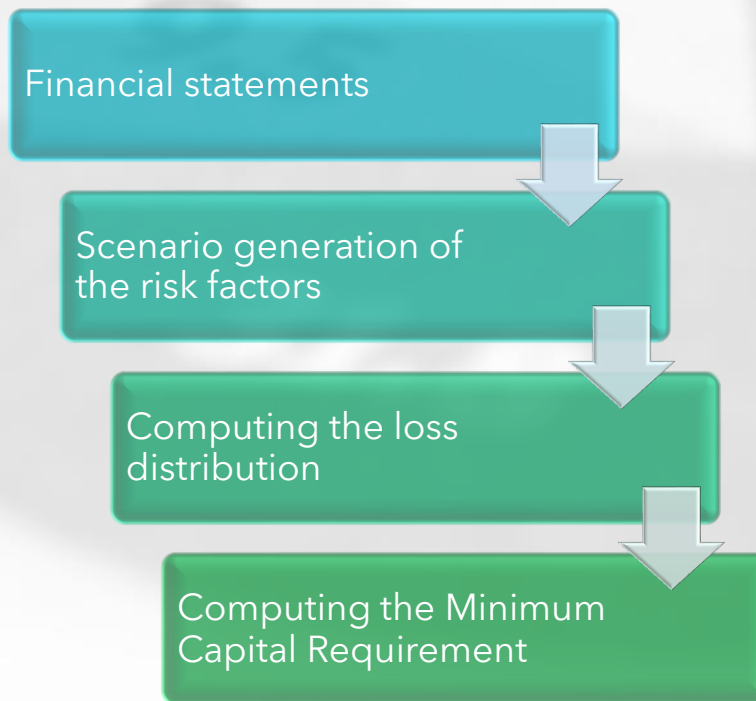 Financial statements
Scenario generation of
the risk factors
Computing the loss
distribution
Computing the Minimum
Capital Requirement